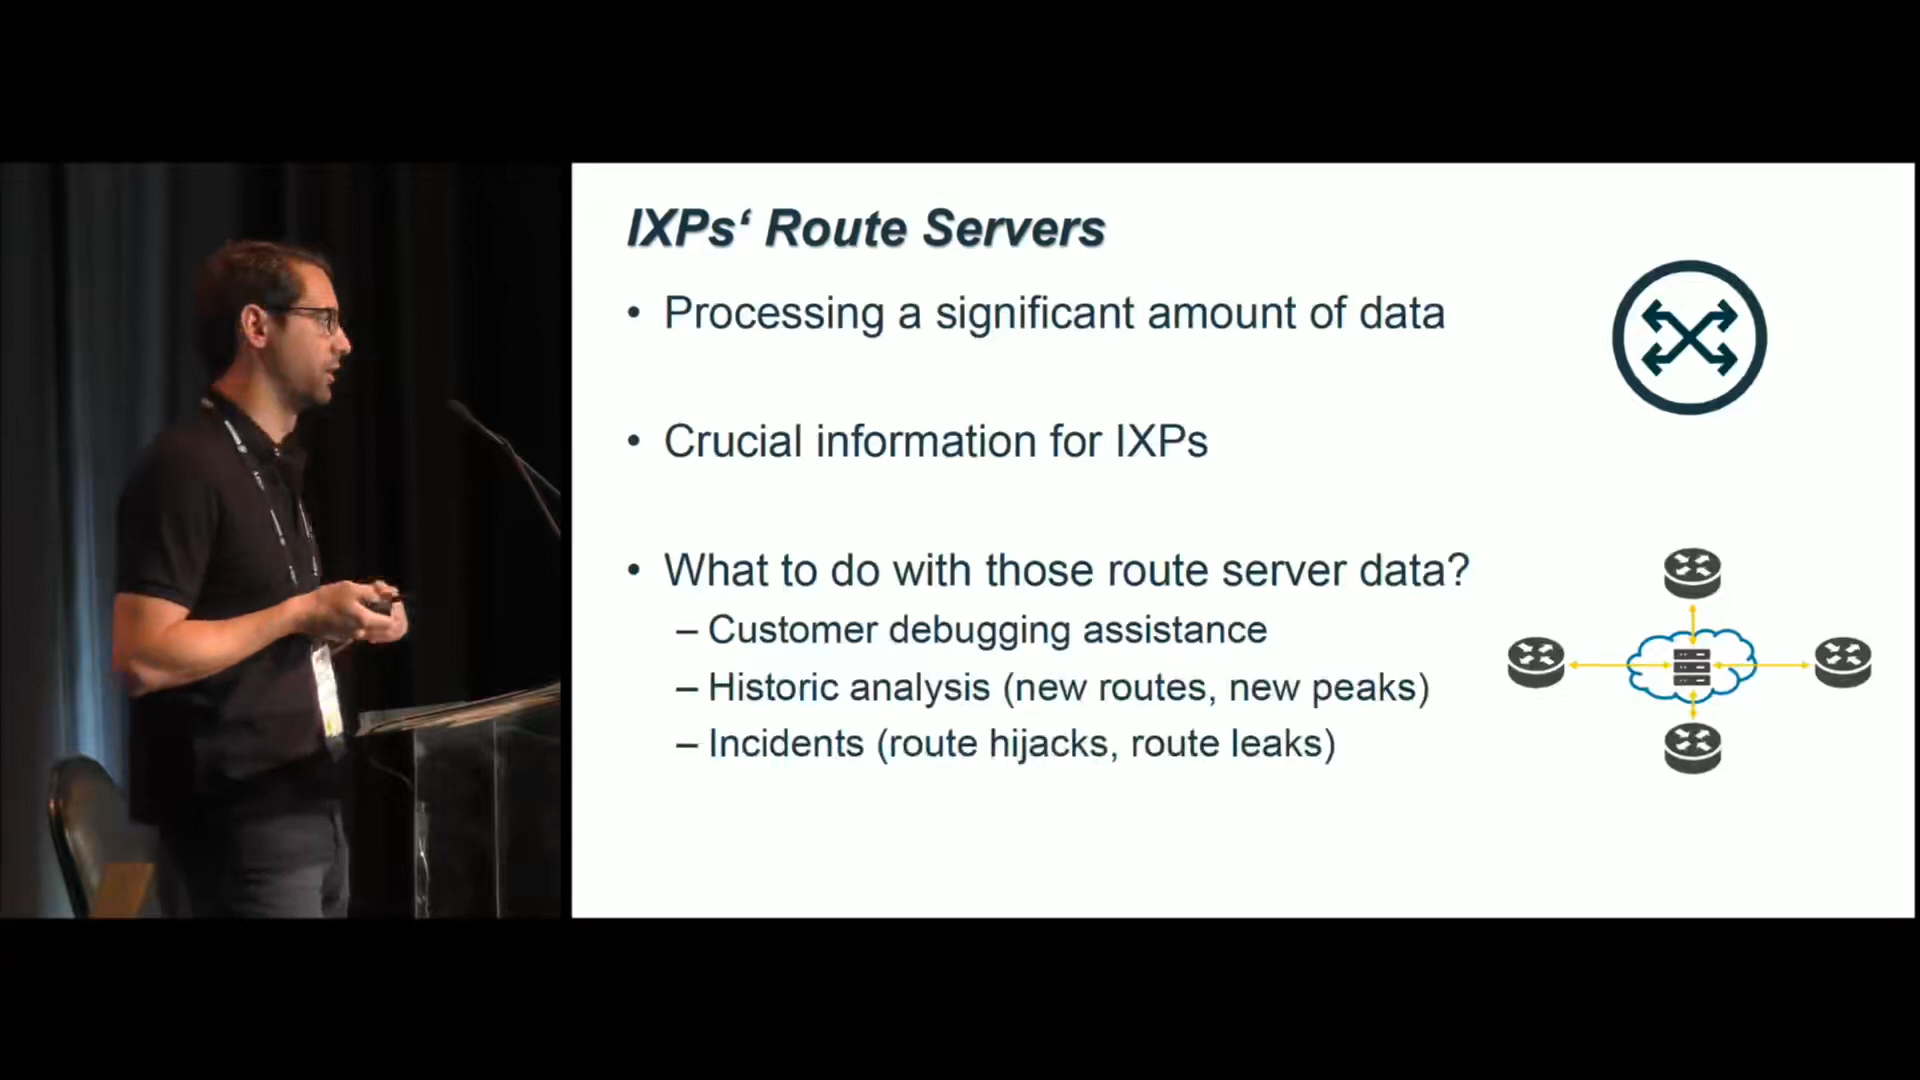 IXPs‘ Route Servers
• Processing a significant amount of data
• Crucial information for IXPs
• What to do with those route server data?
– Customer debugging assistance
– Historic analysis (new routes, new peaks)
– Incidents (route hijacks, route leaks)